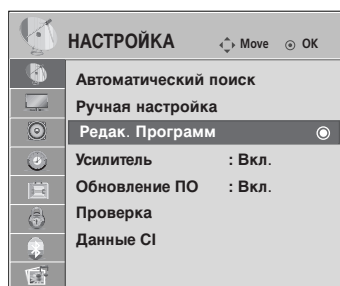 НАСТРОЙКА Move OK
Автоматический поиск
Ручная настройка
Редак. Программ
Усилитель : Вкл.
Обновление ПО : Вкл.
Проверка
Данные CI